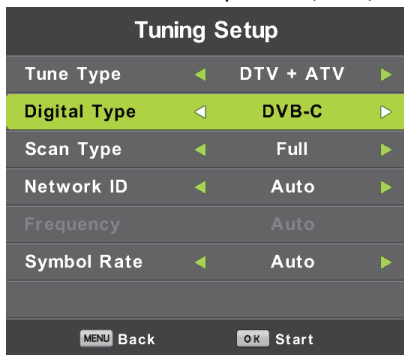 Tuning Setup
Tune Type DTV + ATV
Digital Type DVB-C
Scan Type Full
Network ID Auto
Frequency Auto
Symbol Rate Auto
MENU Back OK Start